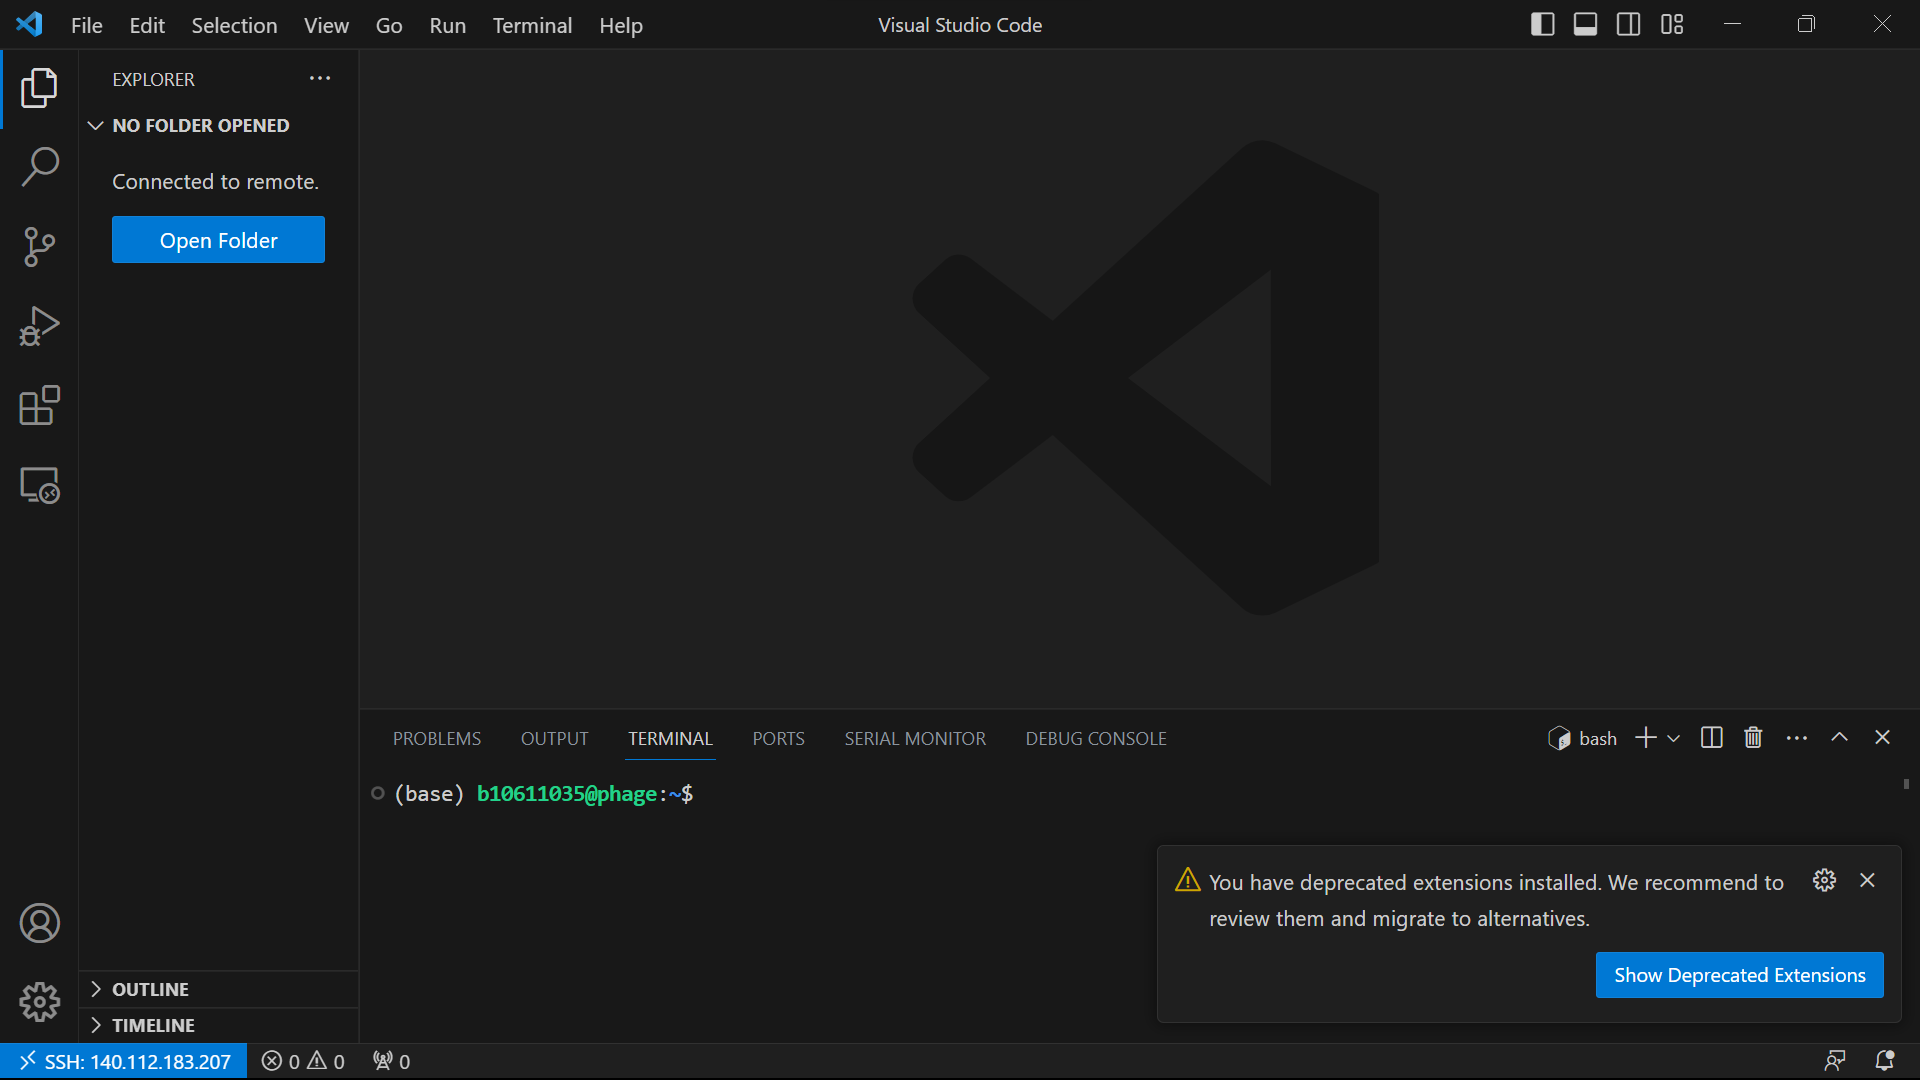 File Edit Selection View Go Run Terminal Help
Visual Studio Code
EXPLORER
NO FOLDER OPENED
Connected to remote.
Open Folder
OUTLINE
TIMELINE
PROBLEMS OUTPUT TERMINAL PORTS SERIAL MONITOR DEBUG CONSOLE
bash
(base) b10611035@phage:~$
You have deprecated extensions installed. We recommend to
review them and migrate to alternatives.
Show Deprecated Extensions
SSH: 140.112.183.207 0 0 0